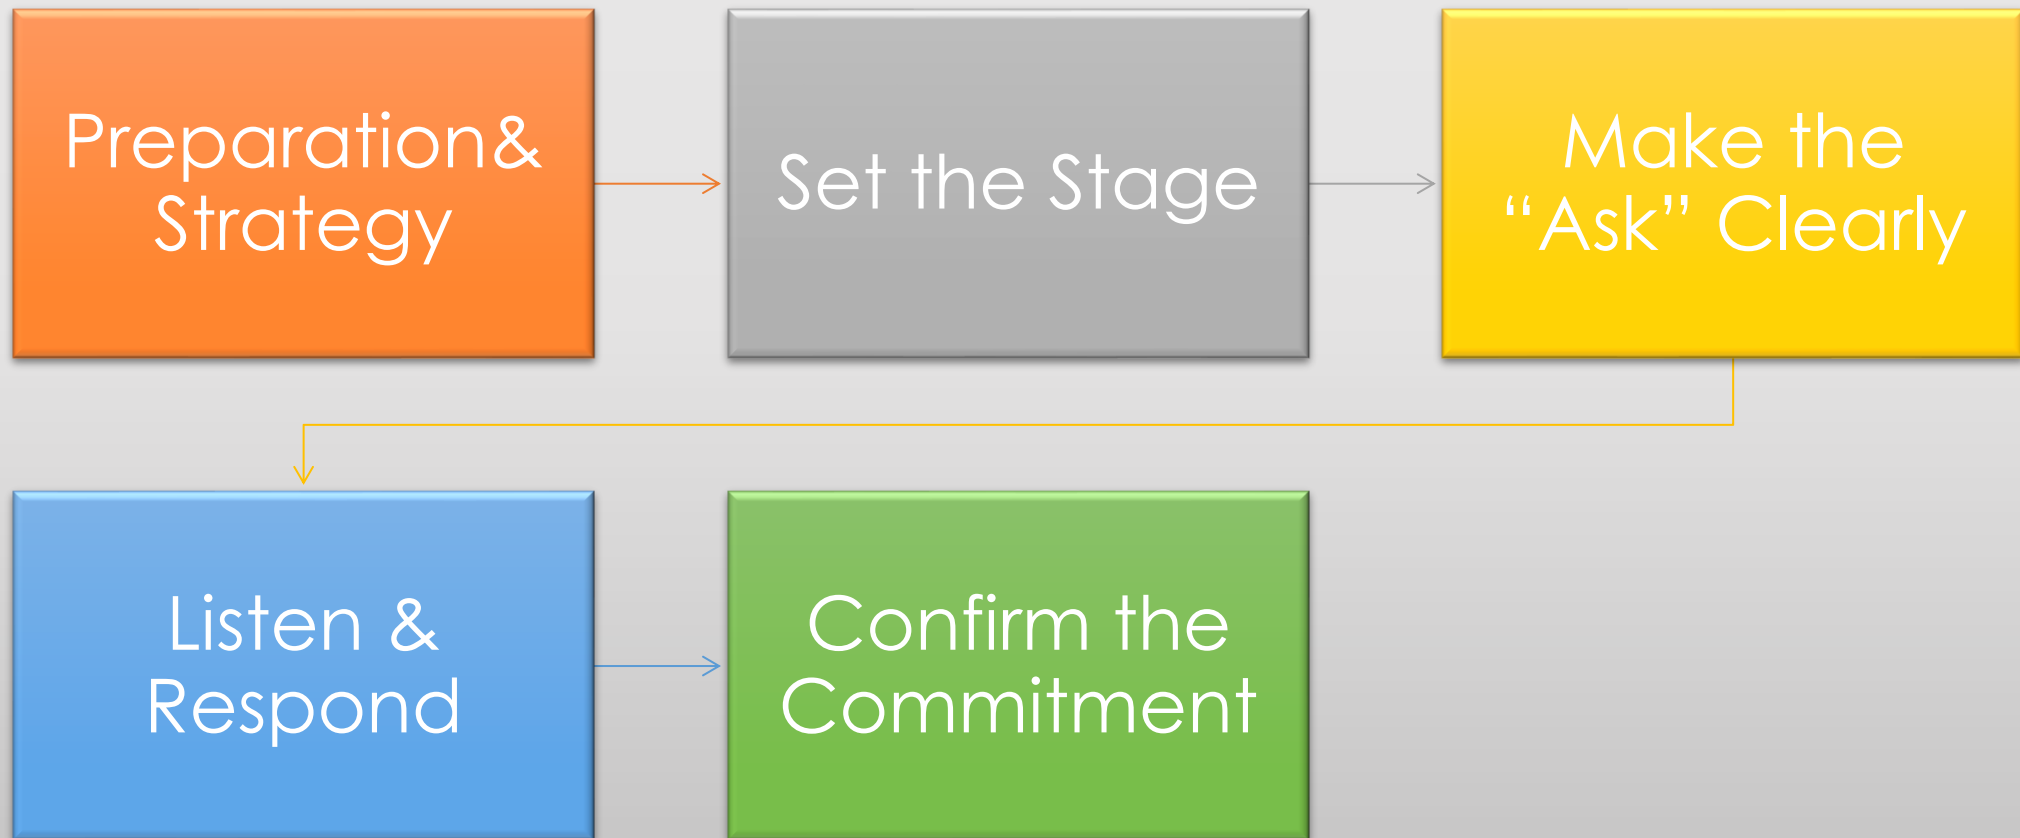 Preparation&
Strategy
Set the Stage
Make the
“Ask” Clearly
Listen &
Respond
Confirm the
Commitment